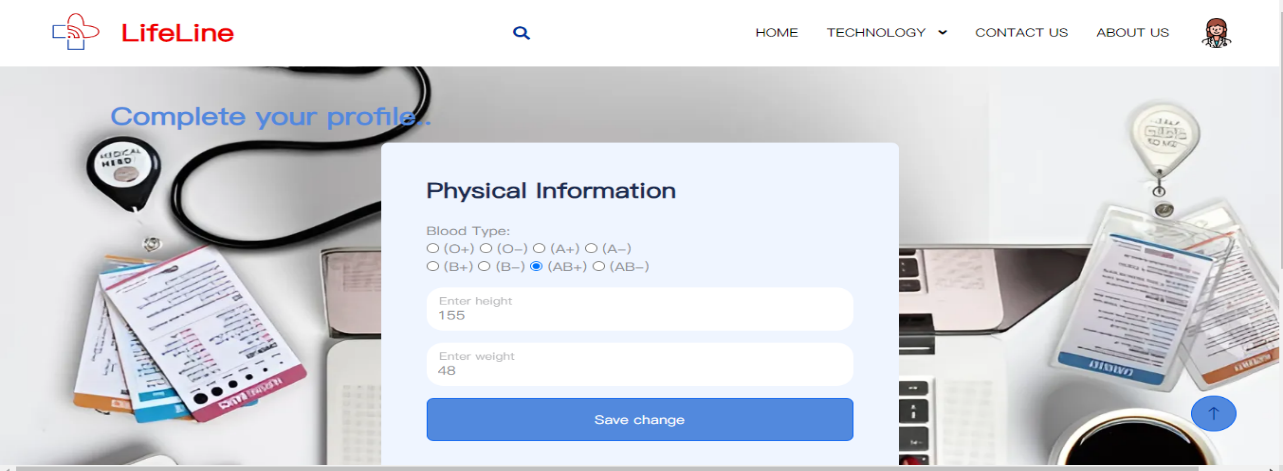 LifeLine
HOME TECHNOLOGY CONTACT US ABOUT US
Complete your profile..
Physical Information
Blood Type:
(O+) (O-) (A+) (A-)
(B+) (B-) (AB+) (AB-)
Enter height
155
Enter weight
48
Save change
MEDICAL